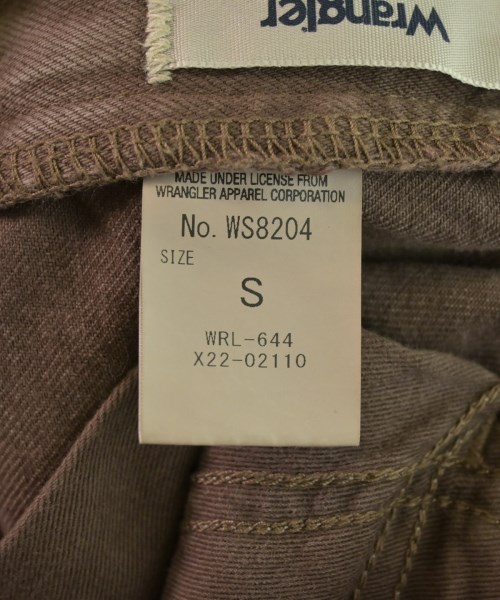 Wrangler
MADE UNDER LICENSE FROM
WRANGLER APPAREL CORPORATION
No. WS8204
SIZE
S
WRL-644
X22-02110